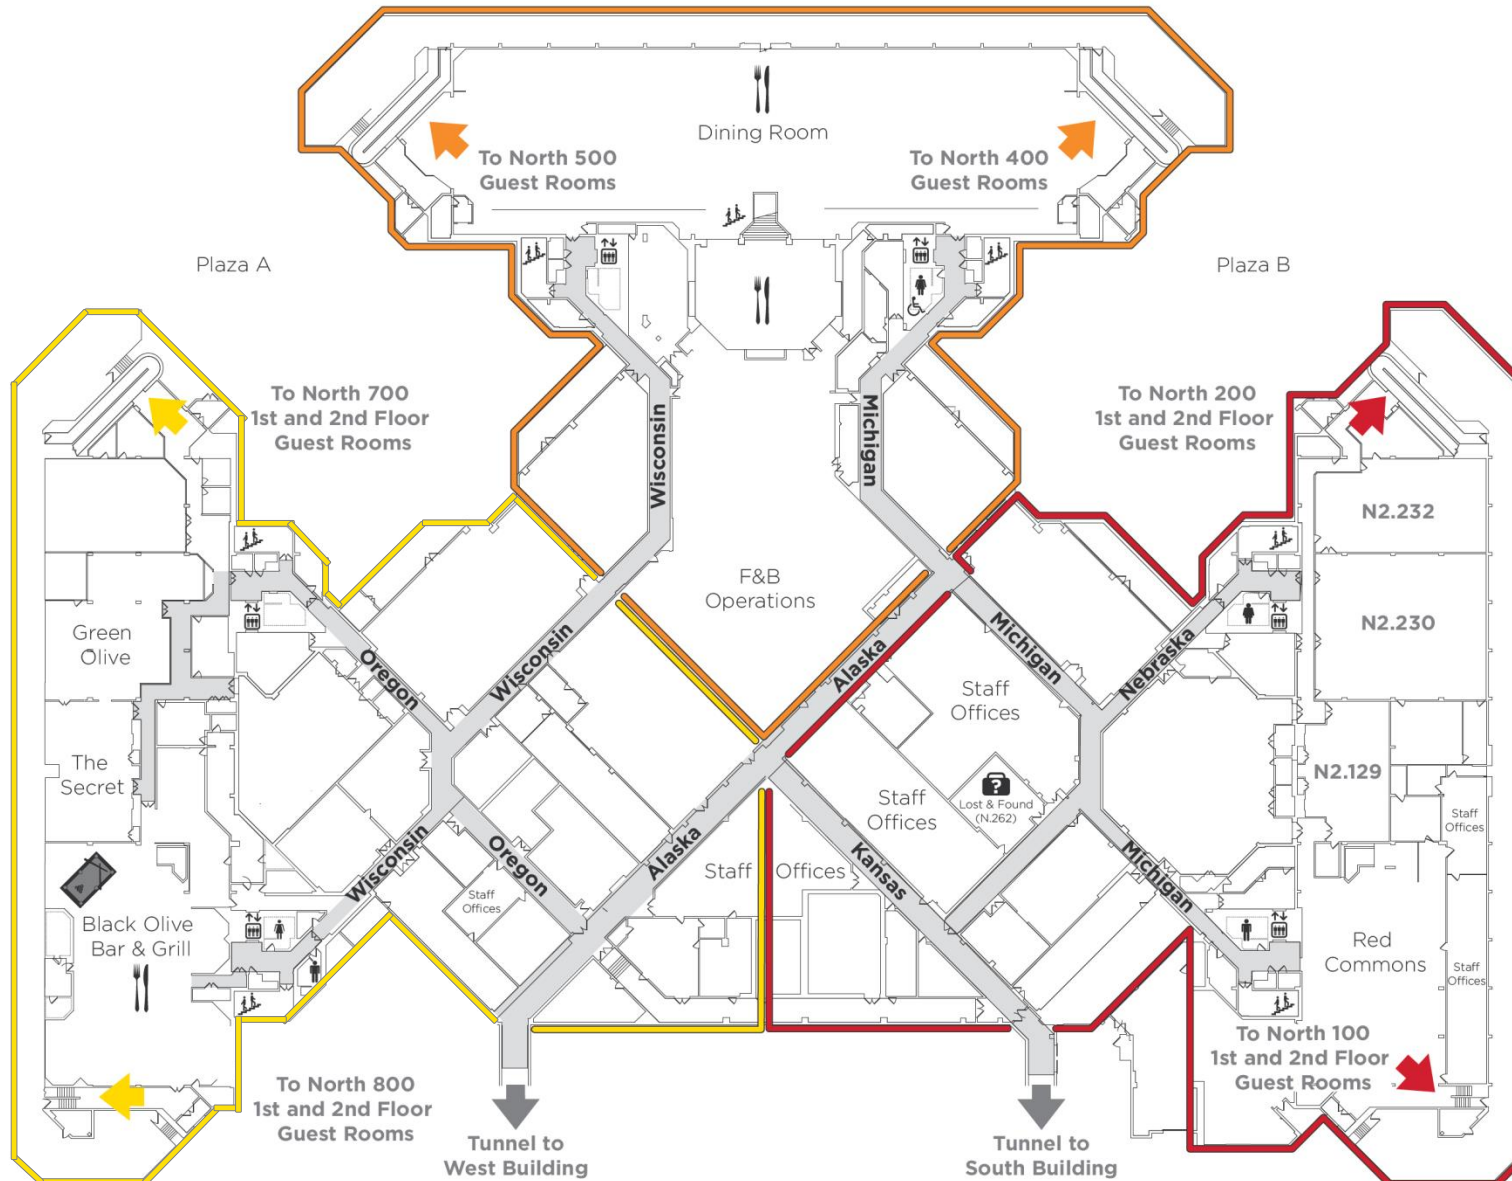 Dining Room
To North 500
Guest Rooms
To North 400
Guest Rooms
Plaza A
Plaza B
To North 700
1st and 2nd Floor
Guest Rooms
To North 200
1st and 2nd Floor
Guest Rooms
Wisconsin
Michigan
N2.232
F&B
Operations
N2.230
Green
Olive
Oregon
Wisconsin
Alaska
Michigan
Nebraska
Staff
Offices
The
Secret
N2.129
?
Lost & Found
(N.262)
Staff
Offices
Staff
Offices
Wisconsin
Oregon
Alaska
Staff
Offices
Kansas
Michigan
Staff
Offices
Black Olive
Bar & Grill
Red
Commons
Staff
Offices
To North 800
1st and 2nd Floor
Guest Rooms
To North 100
1st and 2nd Floor
Guest Rooms
Tunnel to
West Building
Tunnel to
South Building